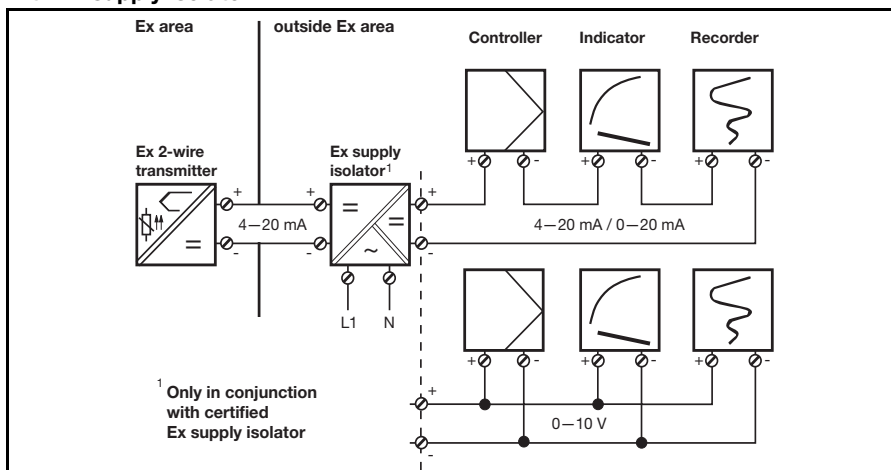 Ex area
outside Ex area
Controller
Indicator
Recorder
Ex 2-wire
transmitter
Ex supply
isolator¹
+ - + -
+ - + - + -
+ -
4—20 mA
4—20 mA / 0—20 mA
L1 N
+ - + - + -
+ -
0—10 V
¹ Only in conjunction
with certified
Ex supply isolator